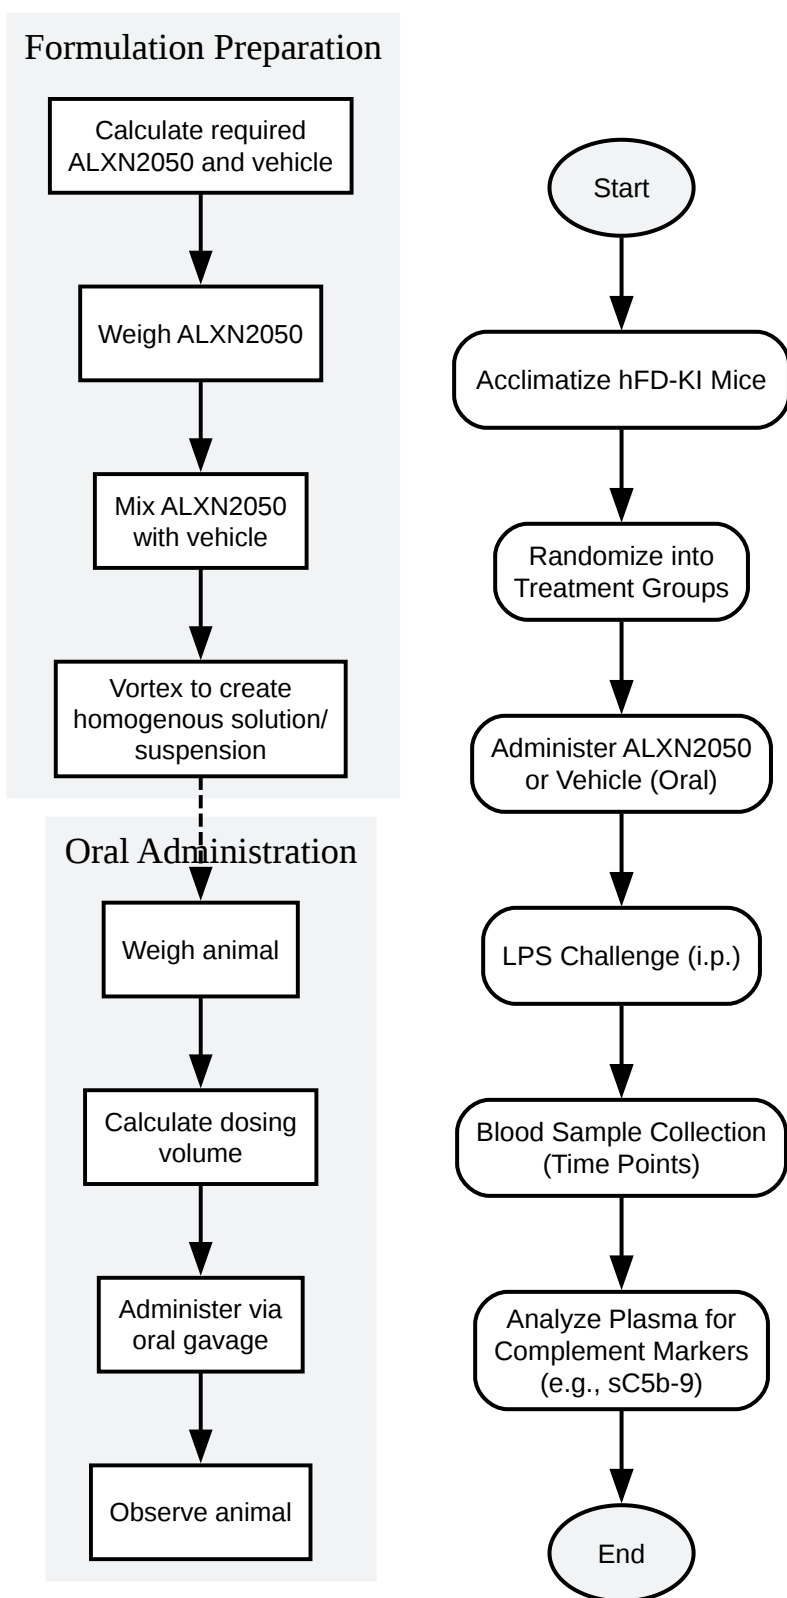 Formulation Preparation
Calculate required
ALXN2050 and vehicle
Weigh ALXN2050
Mix ALXN2050
with vehicle
Vortex to create
homogenous solution/
suspension
Oral Administration
Weigh animal
Calculate dosing
volume
Administer via
oral gavage
Observe animal
Start
Acclimatize hFD-KI Mice
Randomize into
Treatment Groups
Administer ALXN2050
or Vehicle (Oral)
LPS Challenge (i.p.)
Blood Sample Collection
(Time Points)
Analyze Plasma for
Complement Markers
(e.g., sC5b-9)
End